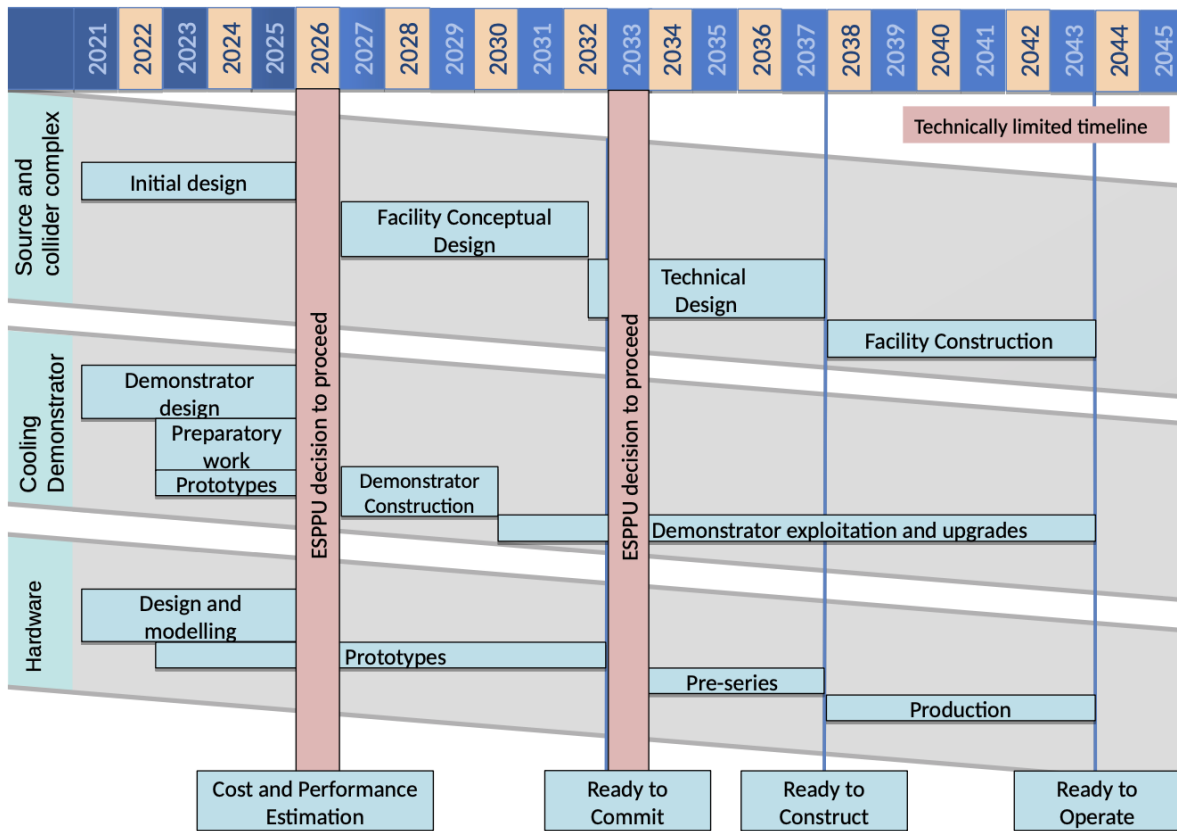 2021 2022 2023 2024 2025 2026 2027 2028 2029 2030 2031 2032 2033 2034 2035 2036 2037 2038 2039 2040 2041 2042 2043 2044 2045
Technically limited timeline
Source and
collider complex
Initial design
Facility Conceptual
Design
Technical
Design
Facility Construction
ESPPU decision to proceed
ESPPU decision to proceed
Cooling
Demonstrator
Demonstrator
design
Preparatory
work
Prototypes
Demonstrator
Construction
Demonstrator exploitation and upgrades
Hardware
Design and
modelling
Prototypes
Pre-series
Production
Cost and Performance
Estimation
Ready to
Commit
Ready to
Construct
Ready to
Operate